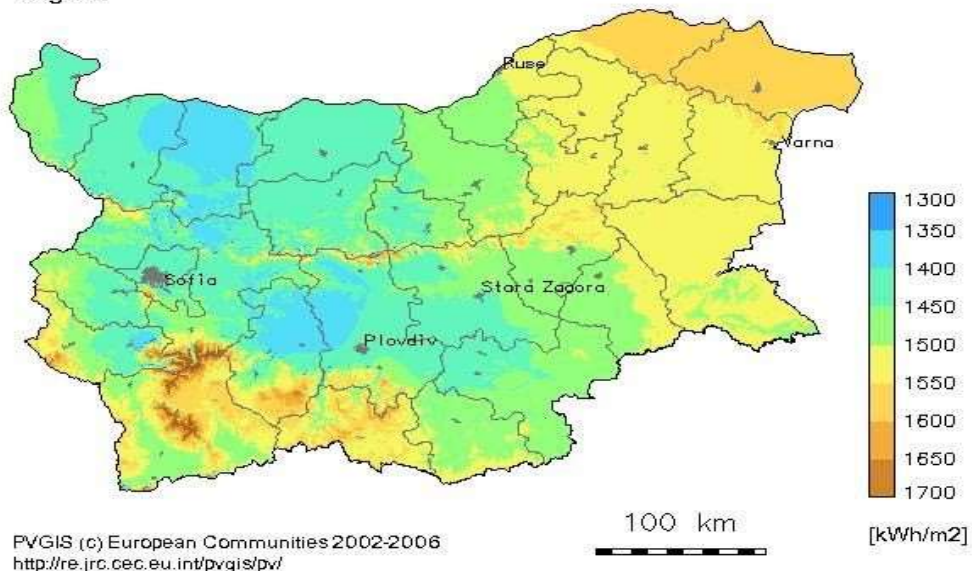 Ruse
Varna
Sofia
Stara Zagora
Plovdiv
1300
1350
1400
1450
1500
1550
1600
1650
1700
[kWh/m2]
100 km
PVGIS (c) European Communities 2002-2006
http://re.jrc.cec.eu.int/pvgis/pv/